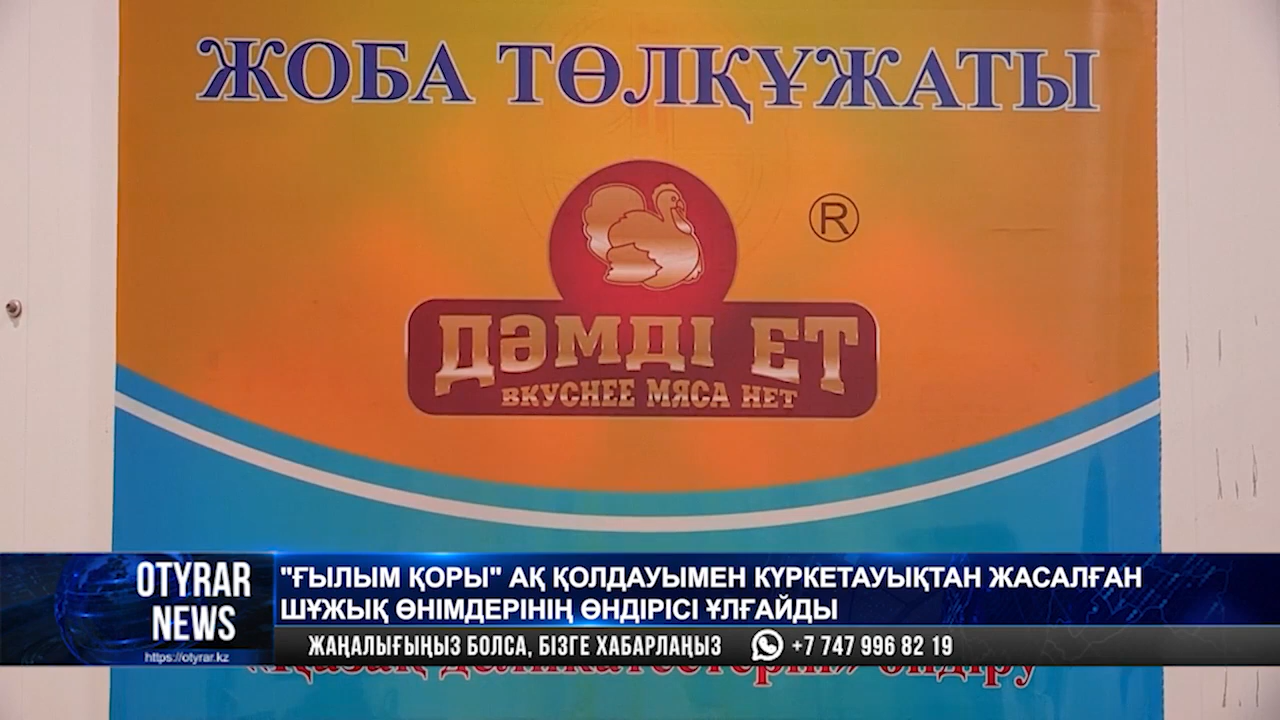 ЖОБА ТӨЛҚҰЖАТЫ
®
ДӘМДІ ЕТ
ВКУСНЕЕ МЯСА НЕТ
OTYRAR
NEWS
https://otyrar.kz
"ҒЫЛЫМ ҚОРЫ" АҚ ҚОЛДАУЫМЕН КҮРКЕТАУЫҚТАН ЖАСАЛҒАН
ШҰЖЫҚ ӨНІМДЕРІНІҢ ӨНДІРІСІ ҰЛҒАЙДЫ
ЖАҢАЛЫҒЫҢЫЗ БОЛСА, БІЗГЕ ХАБАРЛАҢЫЗ +7 747 996 82 19